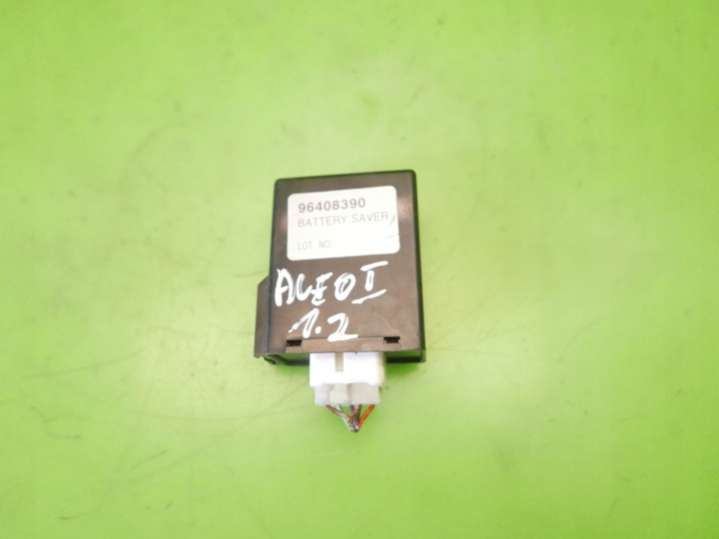 96408390
BATTERY SAVER
LOT NO
AVEO I
1.2